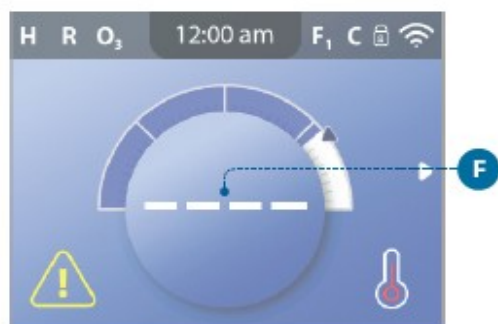 H R O₃ 12:00 am F₁ C
– – – – F